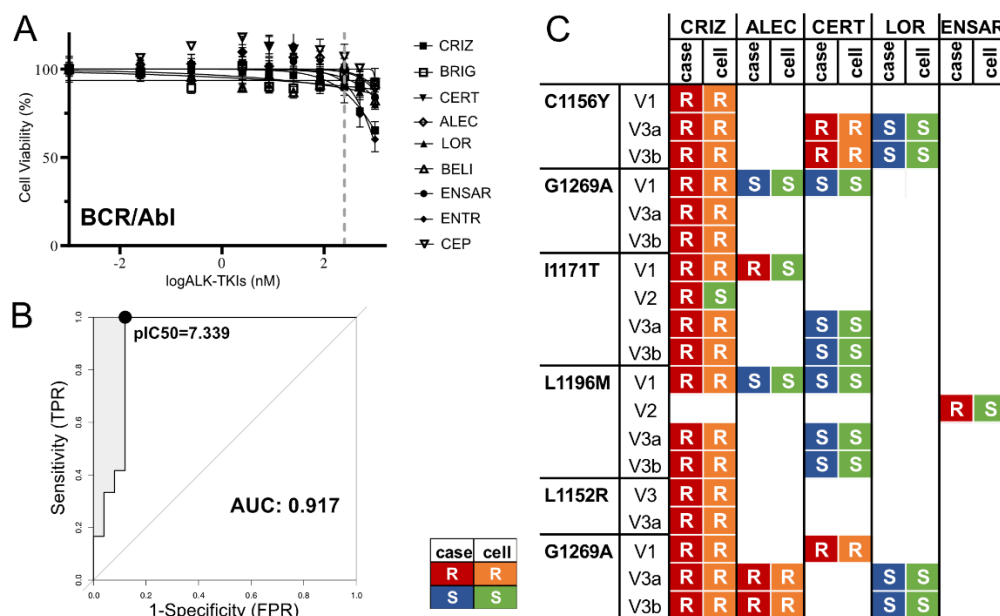 A
Cell Viability (%)
100
50
0
-2
0
2
logALK-TKIs (nM)
BCR/Abl
CRIZ
BRIG
CERT
ALEC
LOR
BELI
ENSAR
ENTR
CEP
B
Sensitivity (TPR)
1.0
0.8
0.6
0.4
0.2
0.0
pIC50=7.339
AUC: 0.917
0.0 0.2 0.4 0.6 0.8 1.0
1-Specificity (FPR)
case cell
R R
S S
C
CRIZ ALEC CERT LOR ENSAR
case cell case cell case cell case cell case cell
C1156Y V1 R R
V3a R R R R S S
V3b R R R R S S
G1269A V1 R R S S S S
V3a R R
V3b R R
I1171T V1 R R R S
V2 R S
V3a R R S S
V3b R R S S
L1196M V1 R R S S S S
V2 R S
V3a R R S S
V3b R R S S
L1152R V3 R R
V3a R R
G1269A V1 R R R R
V3a R R R R S S
V3b R R R R S S